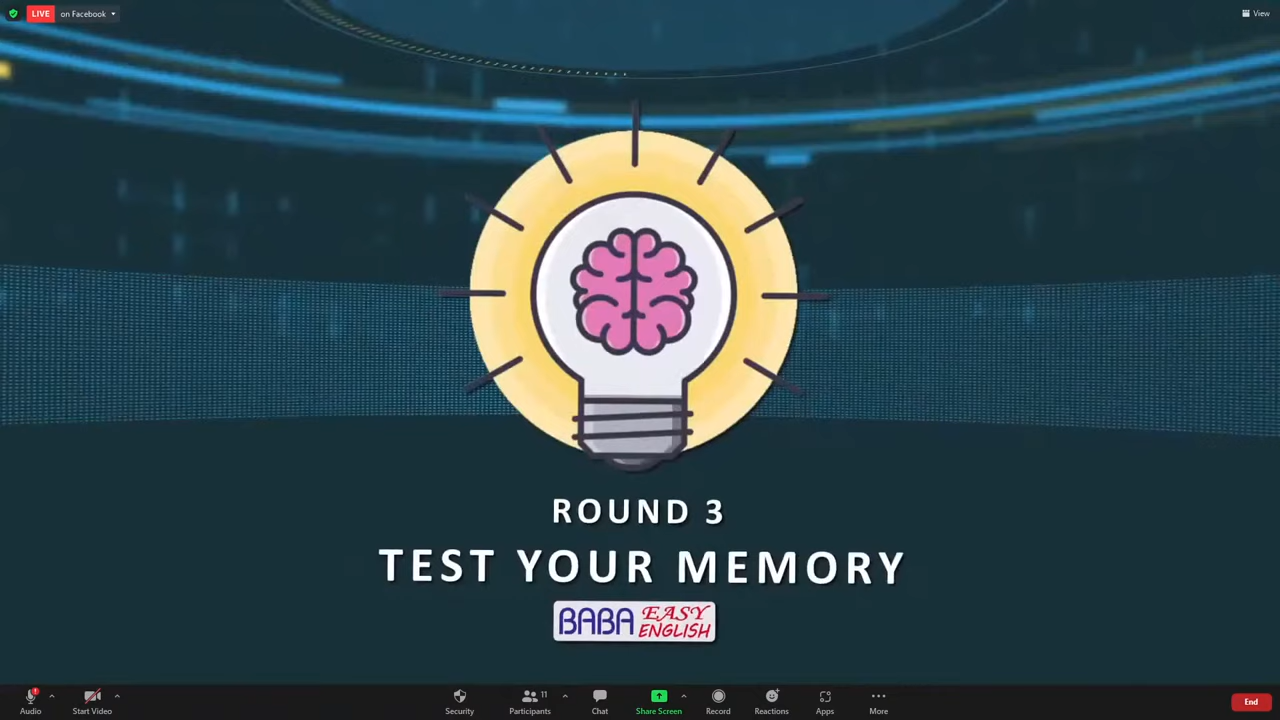 LIVE on Facebook
View
ROUND 3
TEST YOUR MEMORY
BABA EASY ENGLISH
Audio
Start Video
Security
Participants 11
Chat
Share Screen
Record
Reactions
Apps
More
End